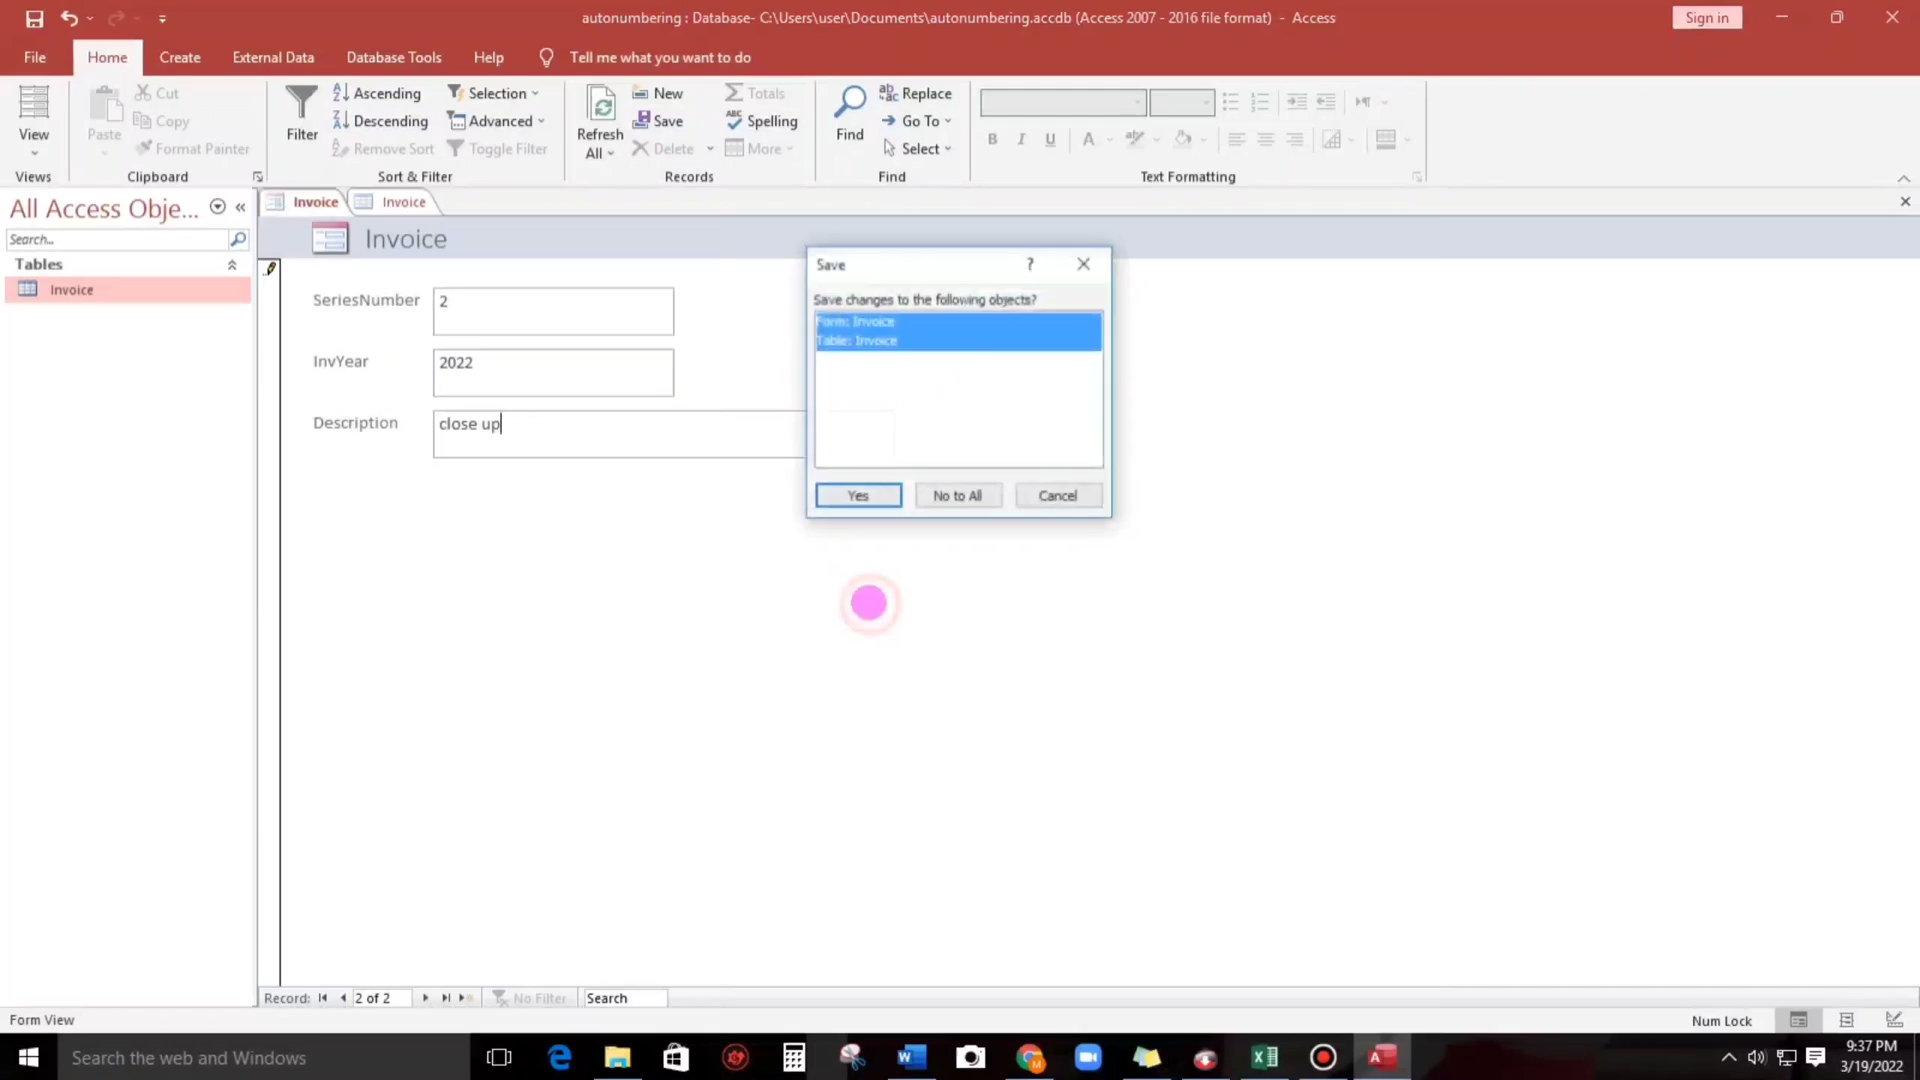 autonumbering : Database- C:\Users\user\Documents\autonumbering.accdb (Access 2007 - 2016 file format) - Access
Sign in
File Home Create External Data Database Tools Help Tell me what you want to do
View
Views
Paste
Cut
Copy
Format Painter
Clipboard
Filter
Ascending
Descending
Remove Sort
Selection
Advanced
Toggle Filter
Sort & Filter
Refresh
All
New
Save
Delete
Totals
Spelling
More
Records
Find
Replace
Go To
Select
Find
B I U A
Text Formatting
All Access Obje...
Search...
Tables
Invoice
Invoice Invoice
Invoice
SeriesNumber 2
InvYear 2022
Description close up
Save ?
Save changes to the following objects?
Form: Invoice
Table: Invoice
Yes No to All Cancel
Record: 2 of 2 No Filter Search
Form View
Num Lock
Search the web and Windows
9:37 PM
3/19/2022